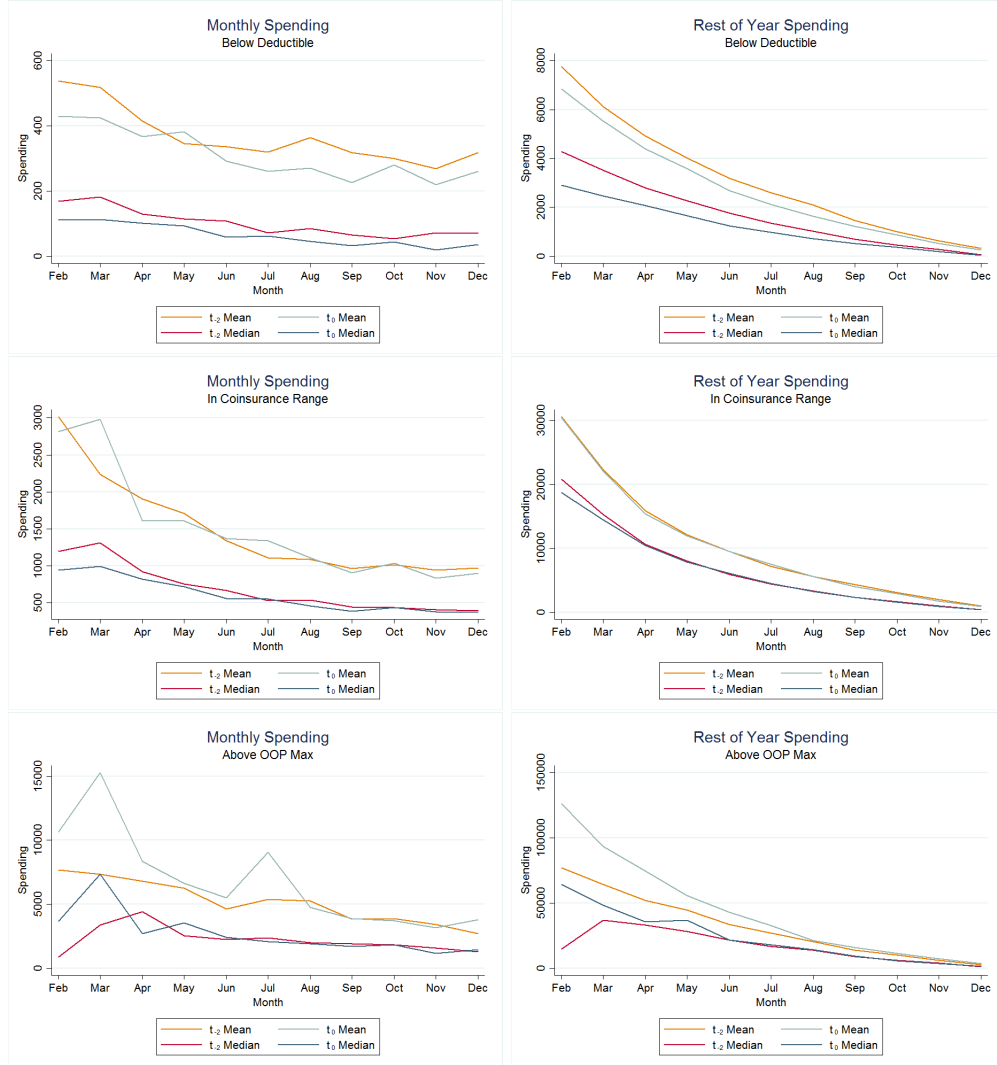 Monthly Spending
Below Deductible
600
400
200
0
Spending
Feb Mar Apr May Jun Jul Aug Sep Oct Nov Dec
Month
t-2 Mean t0 Mean
t-2 Median t0 Median
Rest of Year Spending
Below Deductible
8000
6000
4000
2000
0
Spending
Feb Mar Apr May Jun Jul Aug Sep Oct Nov Dec
Month
t-2 Mean t0 Mean
t-2 Median t0 Median
Monthly Spending
In Coinsurance Range
3000
2500
2000
1500
1000
500
Spending
Feb Mar Apr May Jun Jul Aug Sep Oct Nov Dec
Month
t-2 Mean t0 Mean
t-2 Median t0 Median
Rest of Year Spending
In Coinsurance Range
30000
20000
10000
0
Spending
Feb Mar Apr May Jun Jul Aug Sep Oct Nov Dec
Month
t-2 Mean t0 Mean
t-2 Median t0 Median
Monthly Spending
Above OOP Max
15000
10000
5000
0
Spending
Feb Mar Apr May Jun Jul Aug Sep Oct Nov Dec
Month
t-2 Mean t0 Mean
t-2 Median t0 Median
Rest of Year Spending
Above OOP Max
150000
100000
50000
0
Spending
Feb Mar Apr May Jun Jul Aug Sep Oct Nov Dec
Month
t-2 Mean t0 Mean
t-2 Median t0 Median